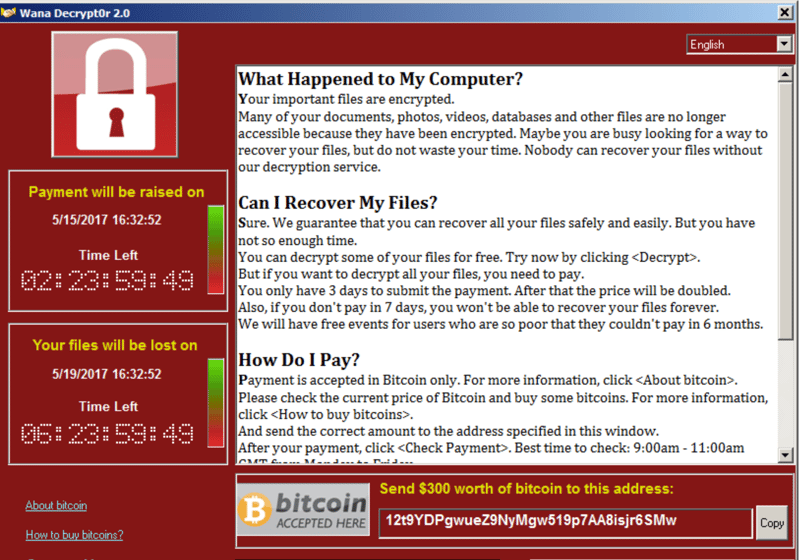 Wana Decrypt0r 2.0
English
What Happened to My Computer?
Your important files are encrypted.
Many of your documents, photos, videos, databases and other files are no longer
accessible because they have been encrypted. Maybe you are busy looking for a way to
recover your files, but do not waste your time. Nobody can recover your files without
our decryption service.
Can I Recover My Files?
Sure. We guarantee that you can recover all your files safely and easily. But you have
not so enough time.
You can decrypt some of your files for free. Try now by clicking <Decrypt>.
But if you want to decrypt all your files, you need to pay.
You only have 3 days to submit the payment. After that the price will be doubled.
Also, if you don't pay in 7 days, you won't be able to recover your files forever.
We will have free events for users who are so poor that they couldn't pay in 6 months.
How Do I Pay?
Payment is accepted in Bitcoin only. For more information, click <About bitcoin>.
Please check the current price of Bitcoin and buy some bitcoins. For more information,
click <How to buy bitcoins>.
And send the correct amount to the address specified in this window.
After your payment, click <Check Payment>. Best time to check: 9:00am - 11:00am
GMT from Monday to Friday
Payment will be raised on
5/15/2017 16:32:52
Time Left
02:23:59:49
Your files will be lost on
5/19/2017 16:32:52
Time Left
06:23:59:49
About bitcoin
How to buy bitcoins?
bitcoin
ACCEPTED HERE
Send $300 worth of bitcoin to this address:
12t9YDPgwueZ9NyMgw519p7AA8isjr6SMw
Copy